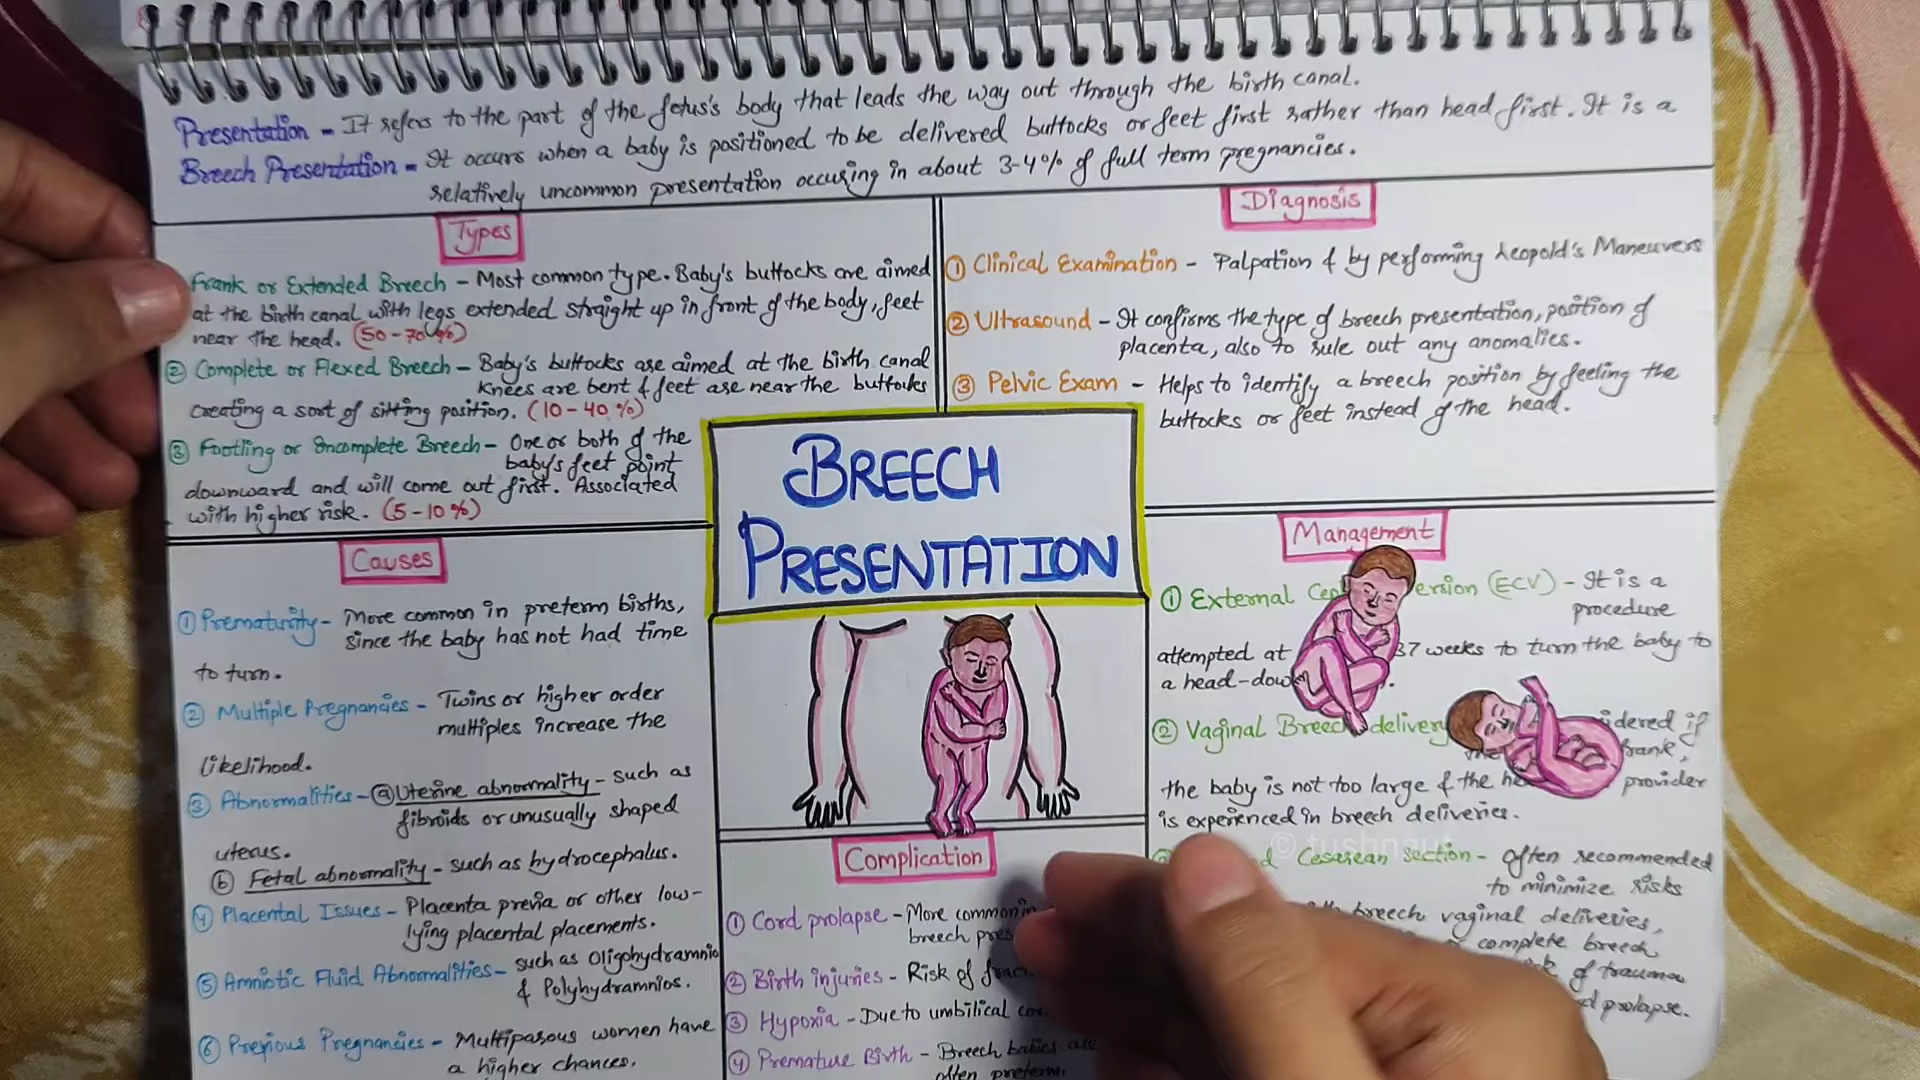 Presentation - It refers to the part of the fetus's body that leads the way out through the birth canal.
Breech Presentation - It occurs when a baby is positioned to be delivered buttocks or feet first rather than head first. It is a
relatively uncommon presentation occuring in about 3-4% of full term pregnancies.
Types
Frank or Extended Breech - Most common type. Baby's buttocks are aimed
at the birth canal with legs extended straight up in front of the body, feet
near the head. (50-70%)
② Complete or Flexed Breech - Baby's buttocks are aimed at the birth canal
Knees are bent & feet are near the buttocks
creating a sort of sitting position. (10-40%)
③ Footling or Incomplete Breech - One or both of the
baby's feet point
downward and will come out first. Associated
with higher risk. (5-10%)
Diagnosis
① Clinical Examination - Palpation & by performing Leopold's Maneuvers
② Ultrasound - It confirms the type of breech presentation, position of
placenta, also to rule out any anomalies.
③ Pelvic Exam - Helps to identify a breech position by feeling the
buttocks or feet instead of the head.
BREECH
PRESENTATION
Causes
① Prematurity - More common in preterm births,
since the baby has not had time
to turn.
② Multiple Pregnancies - Twins or higher order
multiples increase the
likelihood.
③ Abnormalities - ⓐ Uterine abnormality - such as
fibroids or unusually shaped
uterus.
ⓑ Fetal abnormality - such as hydrocephalus.
④ Placental Issues - Placenta previa or other low-
lying placental placements.
⑤ Amniotic Fluid Abnormalities - such as Oligohydramnio
& Polyhydramnios.
⑥ Previous Pregnancies - Multiparous women have
a higher chances.
Complication
① Cord prolapse - More common in
breech pres
② Birth injuries - Risk of frac
③ Hypoxia - Due to umbilical co
④ Premature Birth - Breech babies are
often preterm.
Management
① External Cep ersion (ECV) - It is a
procedure
attempted at 37 weeks to turn the baby to
a head-dow
② Vaginal Breech delivery idered if
the rank,
the baby is not too large & the he provider
is experienced in breech deliveries.
© tushnaut
d Cesarean section - Often recommended
to minimize risks
breech vaginal deliveries,
complete breech
k of trauma
d prolapse.